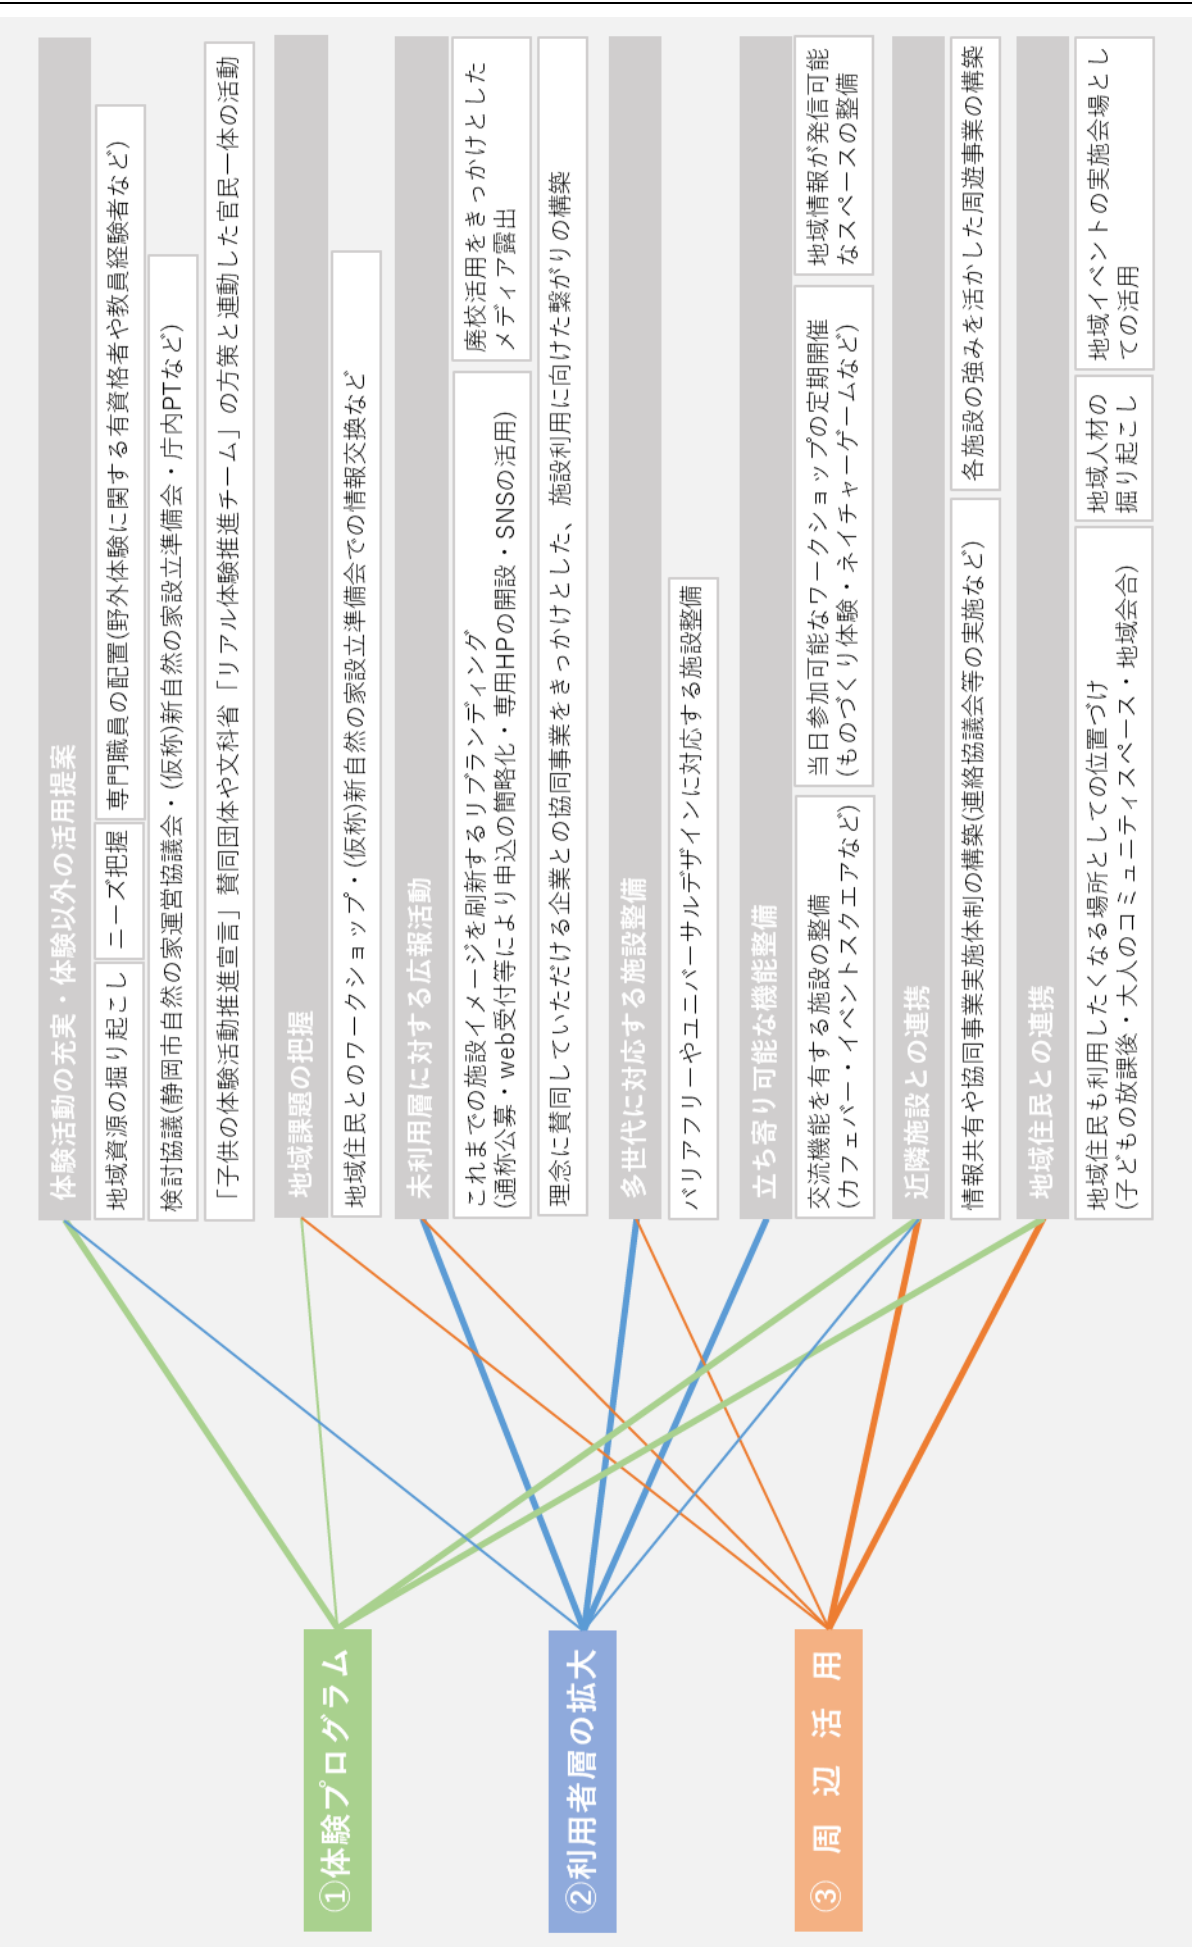 ①体験プログラム
②利用者層の拡大
③ 周 辺 活 用
体験活動の充実・体験以外の活用提案
地域資源の掘り起こし
ニーズ把握
専門職員の配置(野外体験に関する有資格者や教員経験者など)
検討協議(静岡市自然の家運営協議会・(仮称)新自然の家設立準備会・庁内PTなど)
「子供の体験活動推進宣言」賛同団体や文科省「リアル体験推進チーム」の方策と連動した官民一体の活動
地域課題の把握
地域住民とのワークショップ・(仮称)新自然の家設立準備会での情報交換など
未利用層に対する広報活動
これまでの施設イメージを刷新するリブランディング
(通称公募・web受付等により申込の簡略化・専用HPの開設・SNSの活用)
廃校活用をきっかけとした
メディア露出
理念に賛同していただける企業との協同事業をきっかけとした、施設利用に向けた繋がりの構築
多世代に対応する施設整備
バリアフリーやユニバーサルデザインに対応する施設整備
立ち寄り可能な機能整備
交流機能を有する施設の整備
(カフェバー・イベントスクエアなど)
当日参加可能なワークショップの定期開催
(ものづくり体験・ネイチャーゲームなど)
地域情報が発信可能
なスペースの整備
近隣施設との連携
情報共有や協同事業実施体制の構築(連絡協議会等の実施など)
各施設の強みを活かした周遊事業の構築
地域住民との連携
地域住民も利用したくなる場所としての位置づけ
(子どもの放課後・大人のコミュニティスペース・地域会合)
地域人材の
掘り起こし
地域イベントの実施会場とし
ての活用